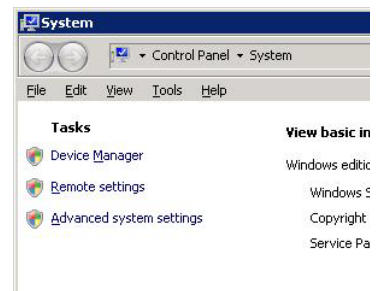 System
Control Panel System
File Edit View Tools Help
Tasks
Device Manager
Remote settings
Advanced system settings
View basic in
Windows editio
Windows S
Copyright
Service Pa